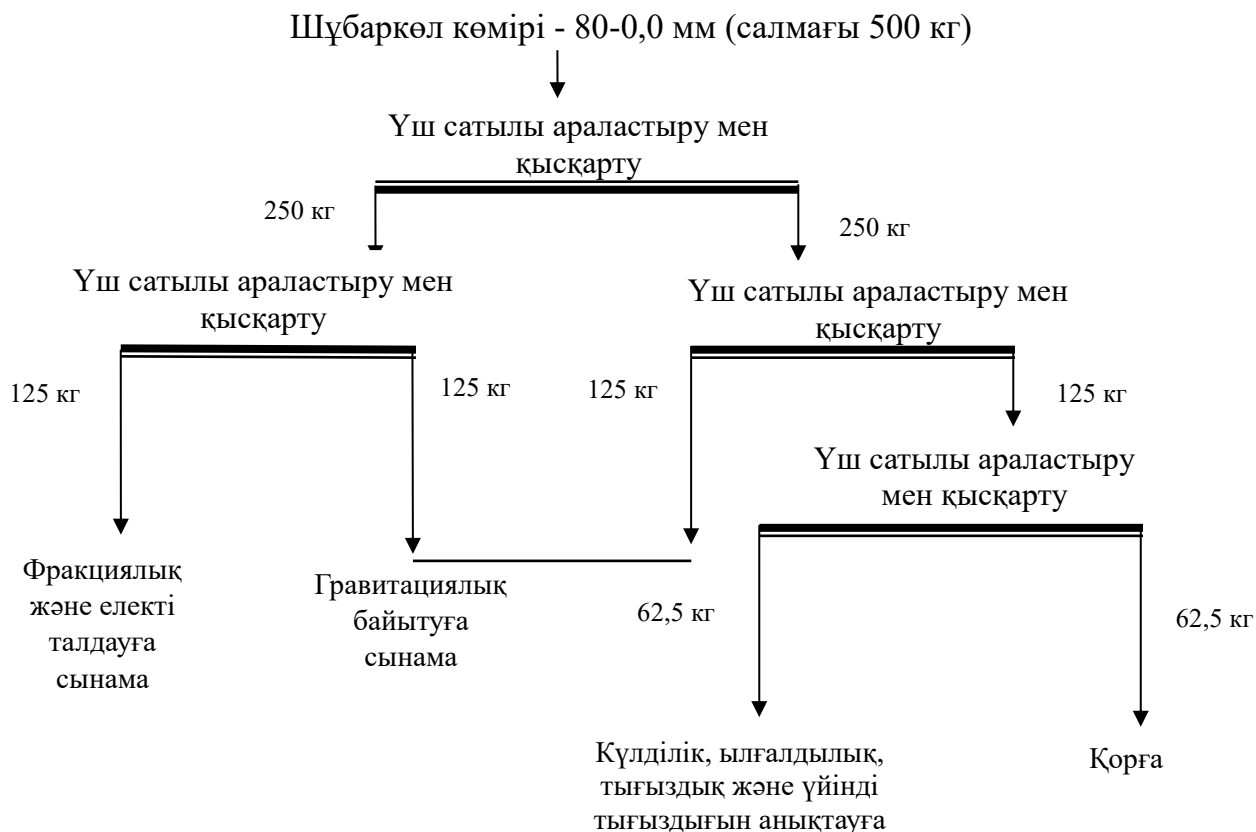 Шұбаркөл көмірі - 80-0,0 мм (салмағы 500 кг)
Үш сатылы араластыру мен
қысқарту
250 кг
250 кг
Үш сатылы араластыру мен
қысқарту
Үш сатылы араластыру мен
қысқарту
125 кг
125 кг
125 кг
125 кг
Үш сатылы араластыру
мен қысқарту
Фракциялық
және електі
талдауға
сынама
Гравитациялық
байытуға
сынама
62,5 кг
62,5 кг
Күлділік, ылғалдылық,
тығыздық және үйінді
тығыздығын анықтауға
Қорға